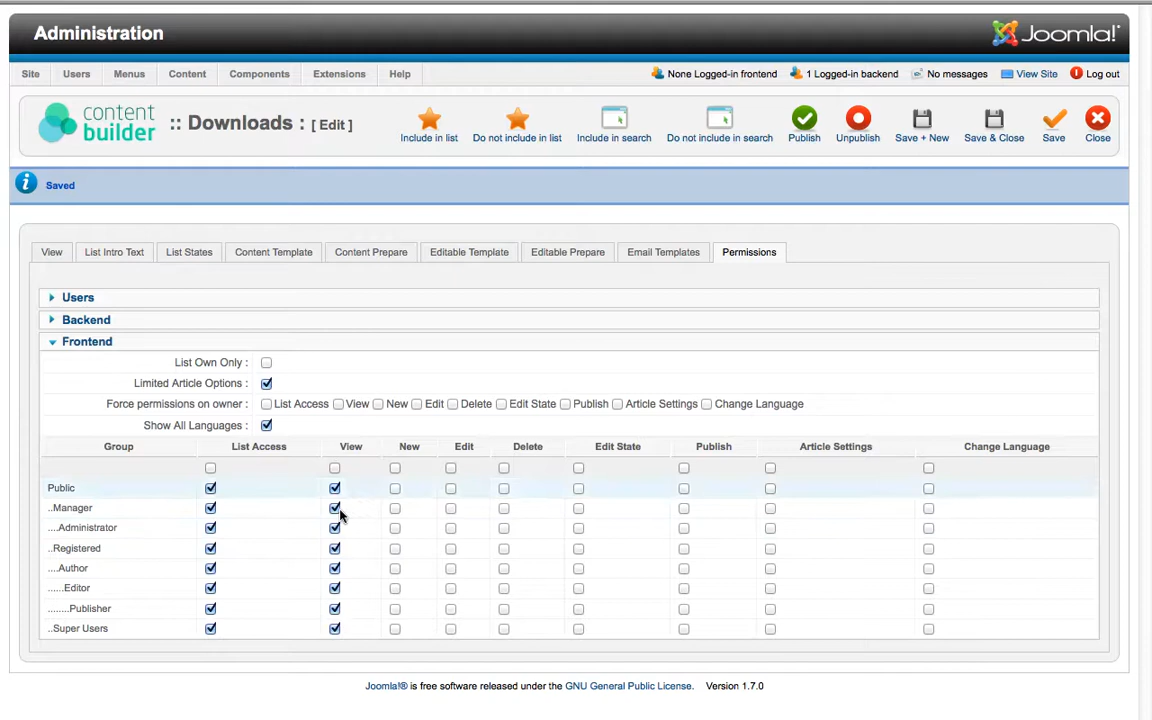 Administration
Joomla!®
Site Users Menus Content Components Extensions Help None Logged-in frontend 1 Logged-in backend No messages View Site Log out
content builder :: Downloads : [ Edit ]
Include in list Do not include in list Include in search Do not include in search Publish Unpublish Save + New Save & Close Save Close
Saved
View List Intro Text List States Content Template Content Prepare Editable Template Editable Prepare Email Templates Permissions
Users
Backend
Frontend
List Own Only :
Limited Article Options :
Force permissions on owner : List Access View New Edit Delete Edit State Publish Article Settings Change Language
Show All Languages :
Group List Access View New Edit Delete Edit State Publish Article Settings Change Language
Public
..Manager
....Administrator
..Registered
....Author
......Editor
........Publisher
..Super Users
Joomla!® is free software released under the GNU General Public License. Version 1.7.0